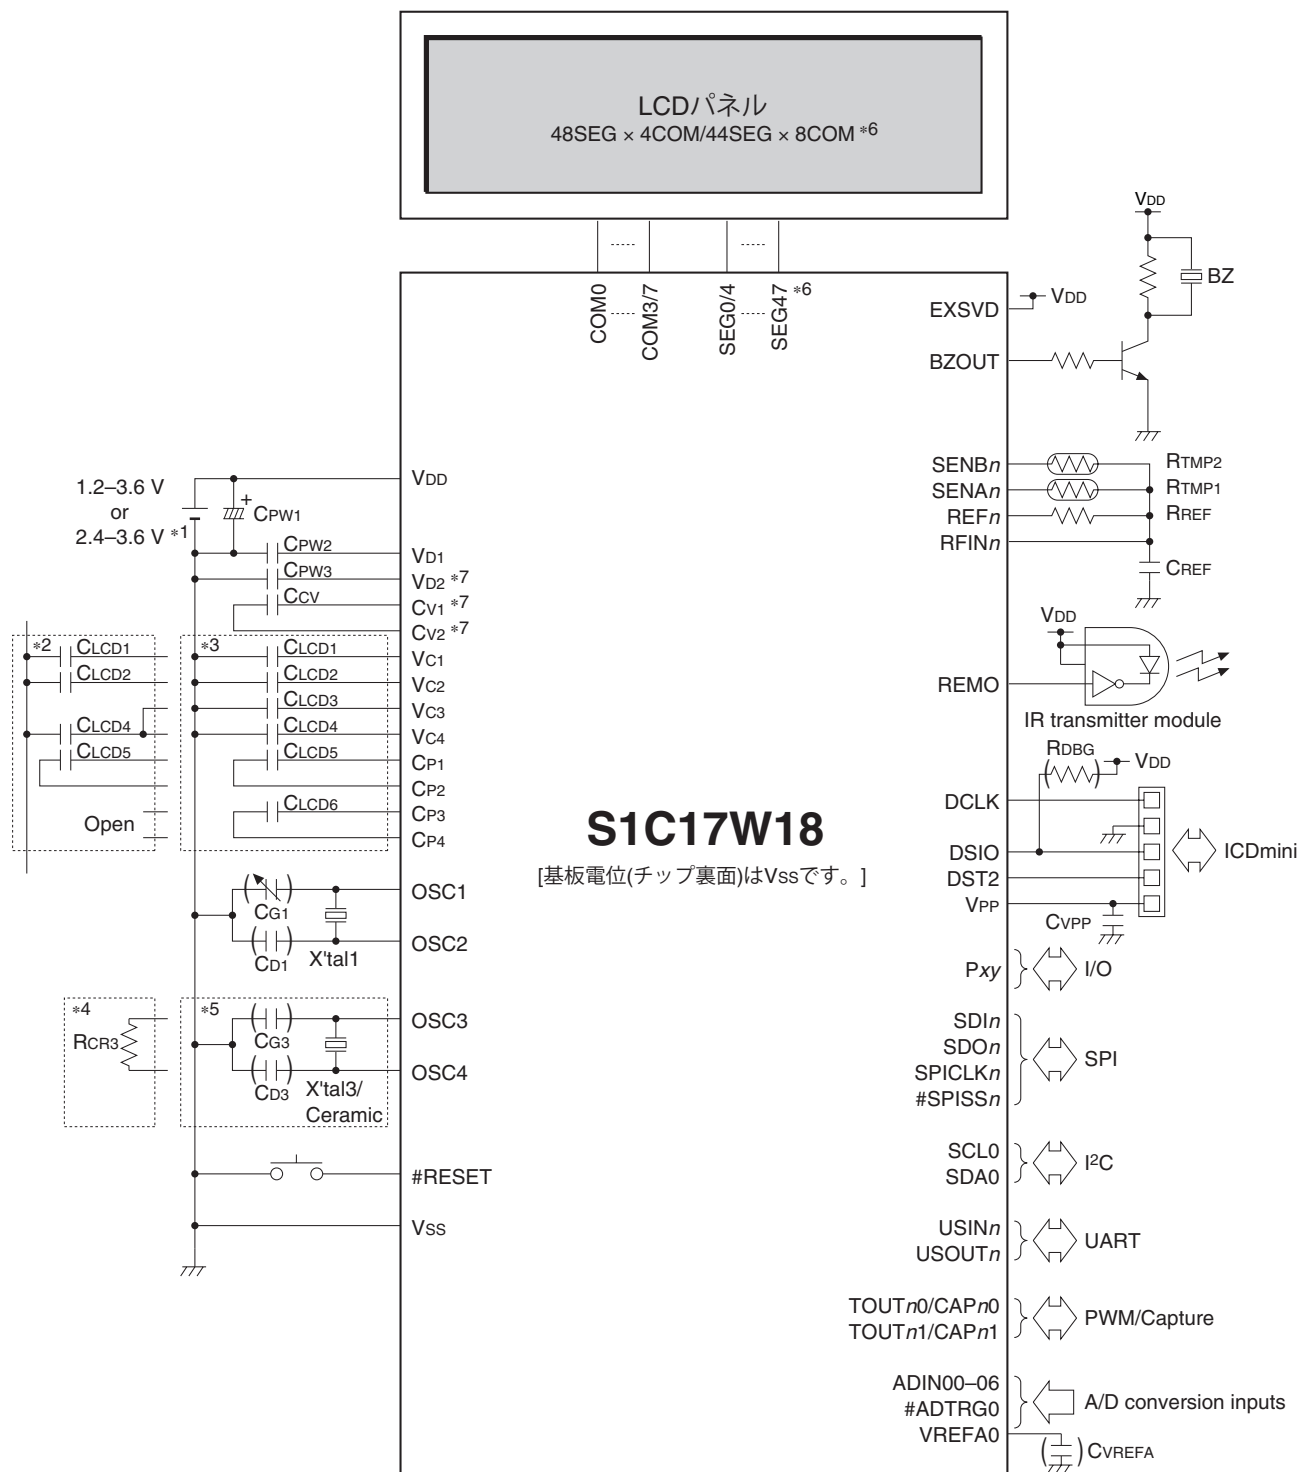 LCDパネル
48SEG × 4COM/44SEG × 8COM *6
COM0
COM3/7
SEG0/4
SEG47 *6
VDD
BZ
EXSVD
VDD
BZOUT
1.2–3.6 V
or
2.4–3.6 V *1
CPW1
VDD
CPW2
VD1
CPW3
VD2 *7
CCV
CV1 *7
CV2 *7
*2
CLCD1
CLCD2
CLCD4
CLCD5
Open
*3
CLCD1
VC1
CLCD2
VC2
CLCD3
VC3
CLCD4
VC4
CLCD5
CP1
CP2
CLCD6
CP3
CP4
SENBn
RTMP2
SENAn
RTMP1
REFn
RREF
RFINn
CREF
VDD
REMO
IR transmitter module
RDBG
VDD
DCLK
DSIO
DST2
VPP
CVPP
ICDmini
S1C17W18
[基板電位(チップ裏面)はVssです。]
CG1
OSC1
CD1
X'tal1
OSC2
*4
RCR3
*5
CG3
OSC3
CD3
X'tal3/
Ceramic
OSC4
#RESET
VSS
Pxy
I/O
SDIn
SDOn
SPICLKn
#SPISSn
SPI
SCL0
SDA0
I2C
USINn
USOUTn
UART
TOUTn0/CAPn0
TOUTn1/CAPn1
PWM/Capture
ADIN00–06
#ADTRG0
VREFA0
A/D conversion inputs
CVREFA